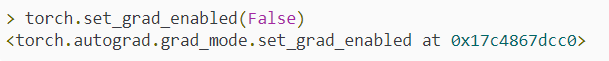 > torch.set_grad_enabled(False)
<torch.autograd.grad_mode.set_grad_enabled at 0x17c4867dcc0>